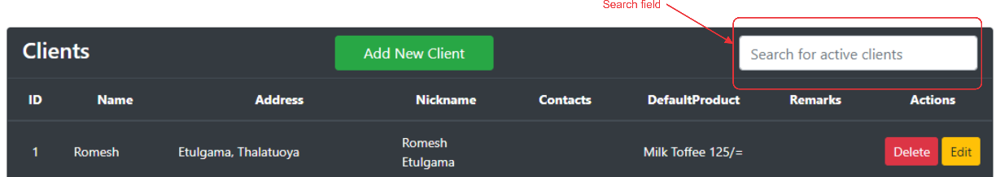 Search field
Clients
Add New Client
Search for active clients
ID Name Address Nickname Contacts DefaultProduct Remarks Actions
1 Romesh Etulgama, Thalatuoya Romesh Milk Toffee 125/= Delete Edit
Etulgama